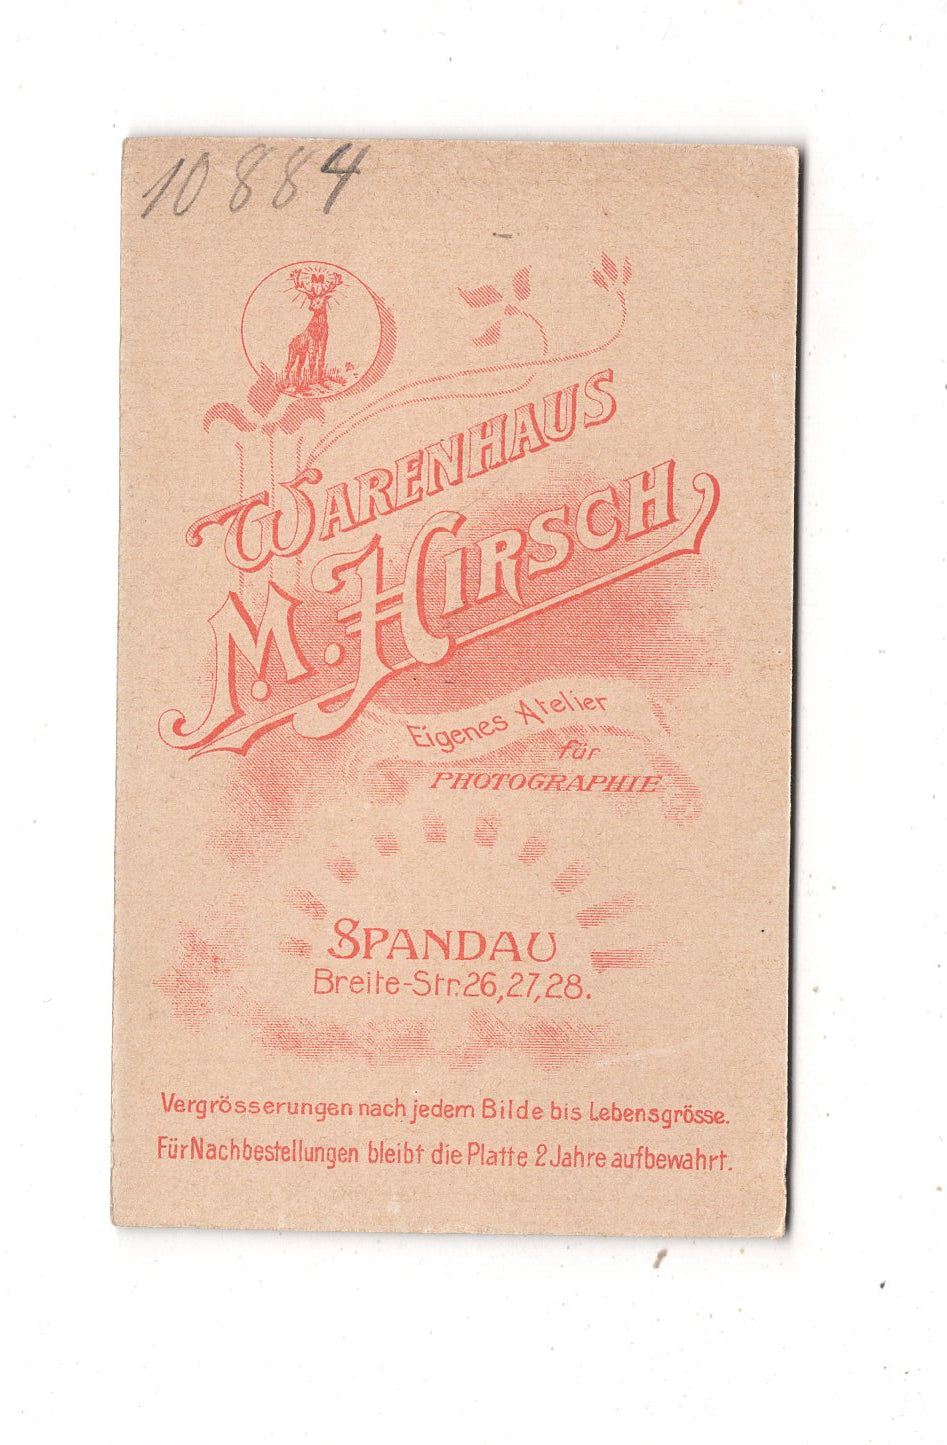 10884
M
WARENHAUS
M. HIRSCH
Eigenes Atelier
für
PHOTOGRAPHIE
SPANDAU
Breite-Str. 26, 27, 28.
Vergrösserungen nach jedem Bilde bis Lebensgrösse.
Für Nachbestellungen bleibt die Platte 2 Jahre aufbewahrt.